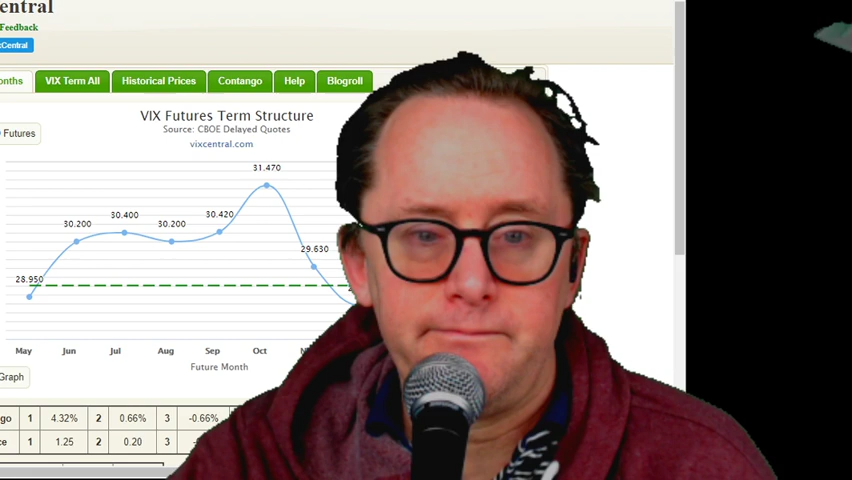 entral
Feedback
xCentral
onths
VIX Term All
Historical Prices
Contango
Help
Blogroll
VIX Futures Term Structure
Source: CBOE Delayed Quotes
vixcentral.com
Futures
31.470
30.200
30.400
30.200
30.420
29.630
28.950
May
Jun
Jul
Aug
Sep
Oct
N
Future Month
Graph
go 1 4.32% 2 0.66% 3 -0.66%
ce 1 1.25 2 0.20 3